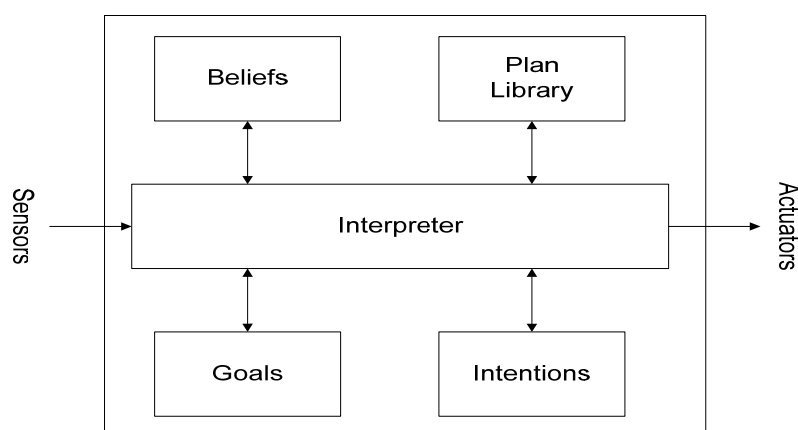 Beliefs
Plan
Library
Sensors
Interpreter
Actuators
Goals
Intentions